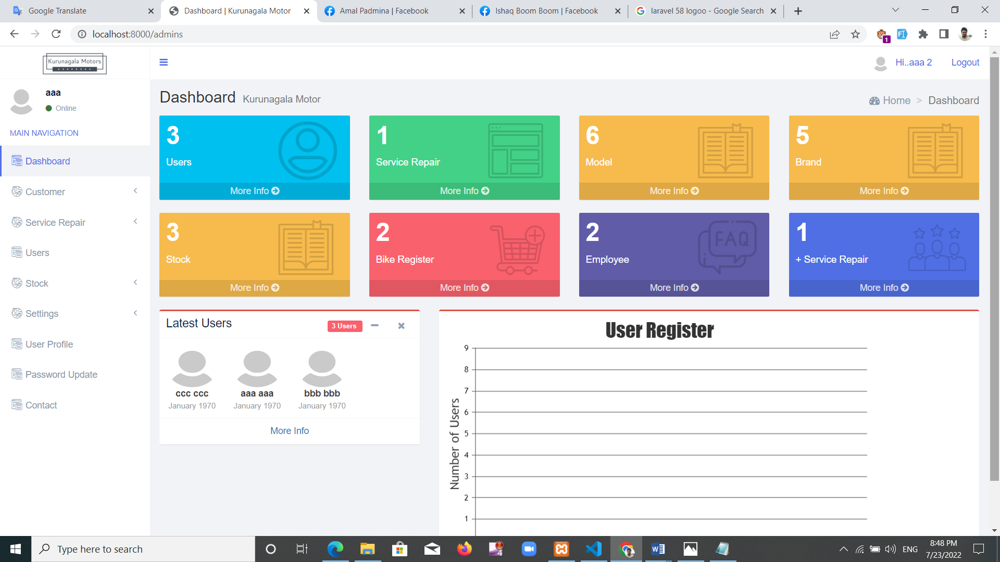 Google Translate
Dashboard | Kurunagala Motor
Amal Padmina | Facebook
Ishaq Boom Boom | Facebook
laravel 58 logoo - Google Search
localhost:8000/admins
1
Kurunagala Motors
Hi..aaa 2
Logout
aaa
Online
MAIN NAVIGATION
Dashboard
Customer
Service Repair
Users
Stock
Settings
User Profile
Password Update
Contact
Dashboard Kurunagala Motor
Home > Dashboard
3
Users
More Info
1
Service Repair
More Info
6
Model
More Info
5
Brand
More Info
3
Stock
More Info
2
Bike Register
More Info
2
Employee
FAQ
More Info
1
+ Service Repair
More Info
Latest Users
3 Users
ccc ccc
January 1970
aaa aaa
January 1970
bbb bbb
January 1970
More Info
User Register
Number of Users
9
8
7
6
5
4
3
2
1
Type here to search
4
ENG
8:48 PM
7/23/2022